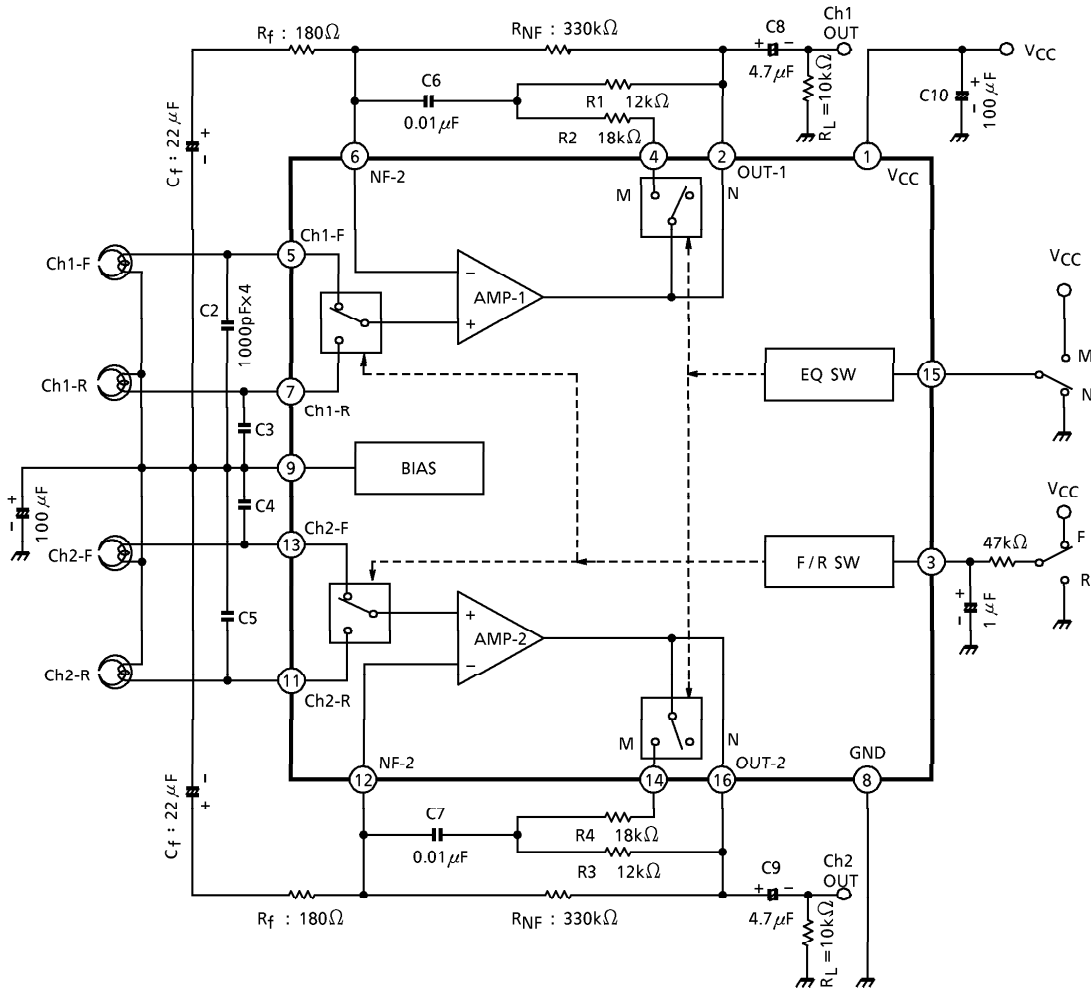 Rf : 180Ω
RNF : 330kΩ
C8
+ −
4.7μF
Ch1
OUT
RL =10kΩ
VCC
C10
+
−
100μF
C6
0.01μF
R1 12kΩ
R2 18kΩ
Cf : 22μF
+
−
6
NF-2
4
2
OUT-1
1
VCC
M
N
Ch1-F
5
Ch1-F
−
AMP-1
+
C2
1000pF×4
Ch1-R
7
Ch1-R
C3
EQ SW
15
VCC
M
N
9
BIAS
+
−
100μF
C4
Ch2-F
13
Ch2-F
F/R SW
3
47kΩ
VCC
F
R
+
−
1μF
C5
+
AMP-2
−
Ch2-R
11
Ch2-R
M
N
NF-2
12
14
16
OUT-2
GND
8
Cf : 22μF
−
+
C7
0.01μF
R4 18kΩ
R3 12kΩ
C9
+ −
4.7μF
Ch2
OUT
RL =10kΩ
Rf : 180Ω
RNF : 330kΩ